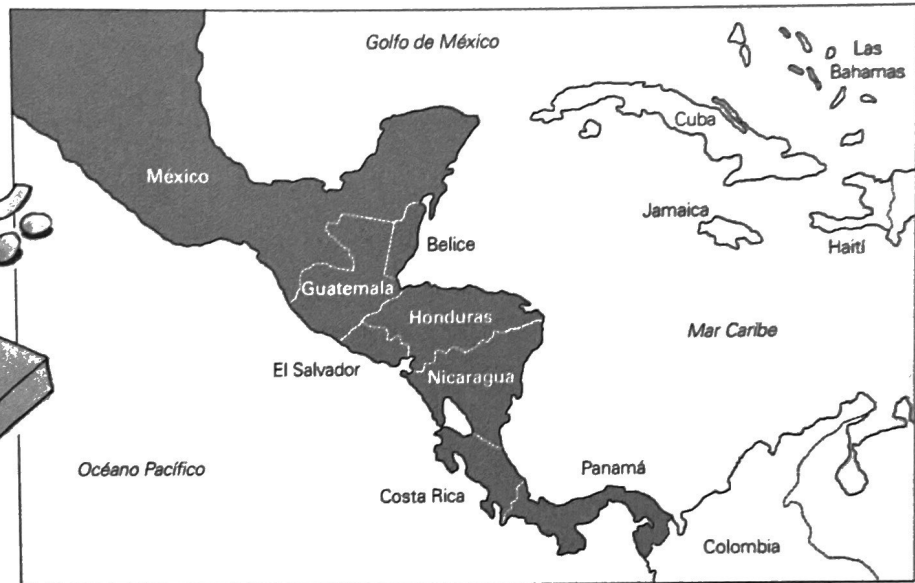 Golfo de México
Las
Bahamas
Cuba
México
Jamaica
Haití
Belice
Guatemala
Honduras
Mar Caribe
El Salvador
Nicaragua
Océano Pacífico
Panamá
Costa Rica
Colombia